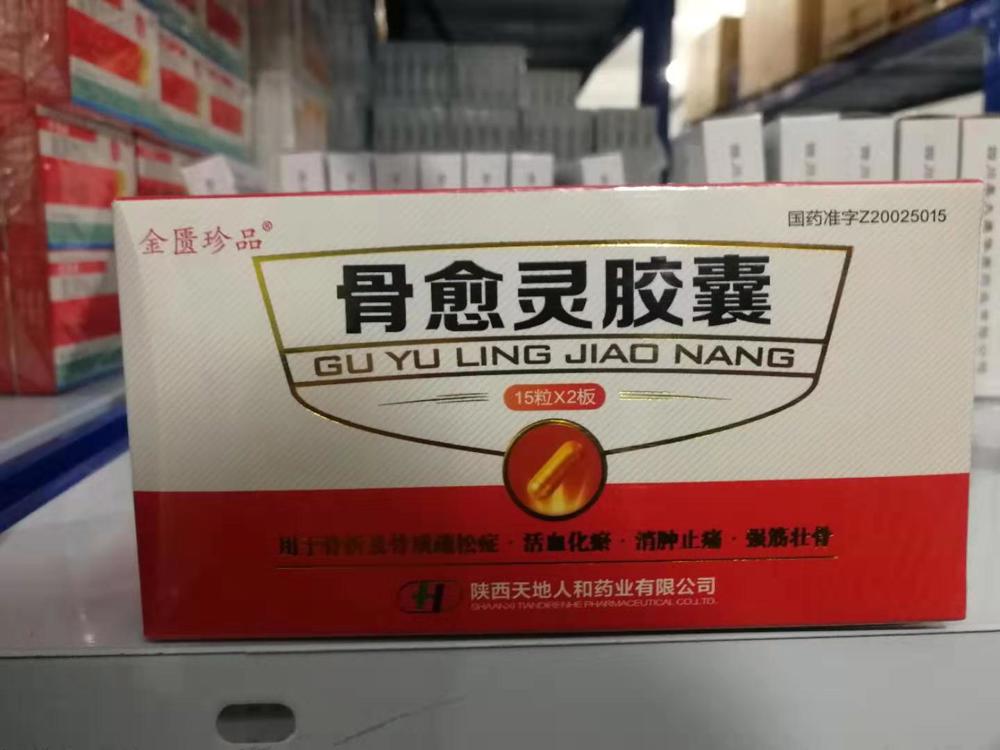 金匮珍品®
国药准字Z20025015
骨愈灵胶囊
GU YU LING JIAO NANG
15粒X2板
用于骨折及骨质疏松症·活血化瘀·消肿止痛·强筋壮骨
陕西天地人和药业有限公司
SHAANXI TIANDIRENHE PHARMACEUTICAL CO.,LTD.